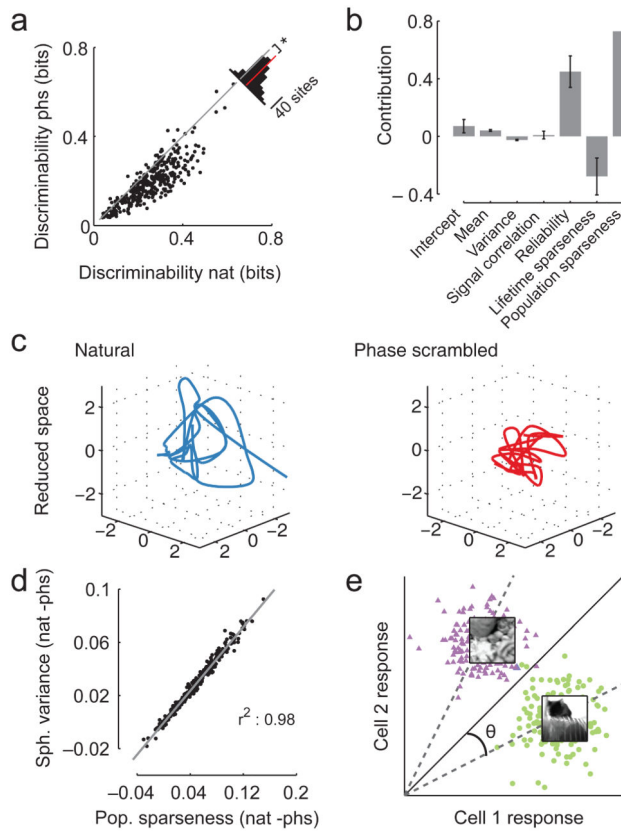 a
Discriminability phs (bits)
0.8
0.4
0
0
0.4
0.8
Discriminability nat (bits)
*
40 sites
b
Contribution
0.8
0.4
0
– 0.4
Intercept
Mean
Variance
Signal correlation
Reliability
Lifetime sparseness
Population sparseness
c
Natural
Phase scrambled
Reduced space
2
0
–2
–2
0
2
2
0
–2
2
0
–2
–2
0
2
2
0
–2
d
Sph. variance (nat -phs)
0.1
0.06
0.02
–0.02
r² : 0.98
–0.04
0.04
0.12
0.2
Pop. sparseness (nat -phs)
e
Cell 2 response
θ
Cell 1 response